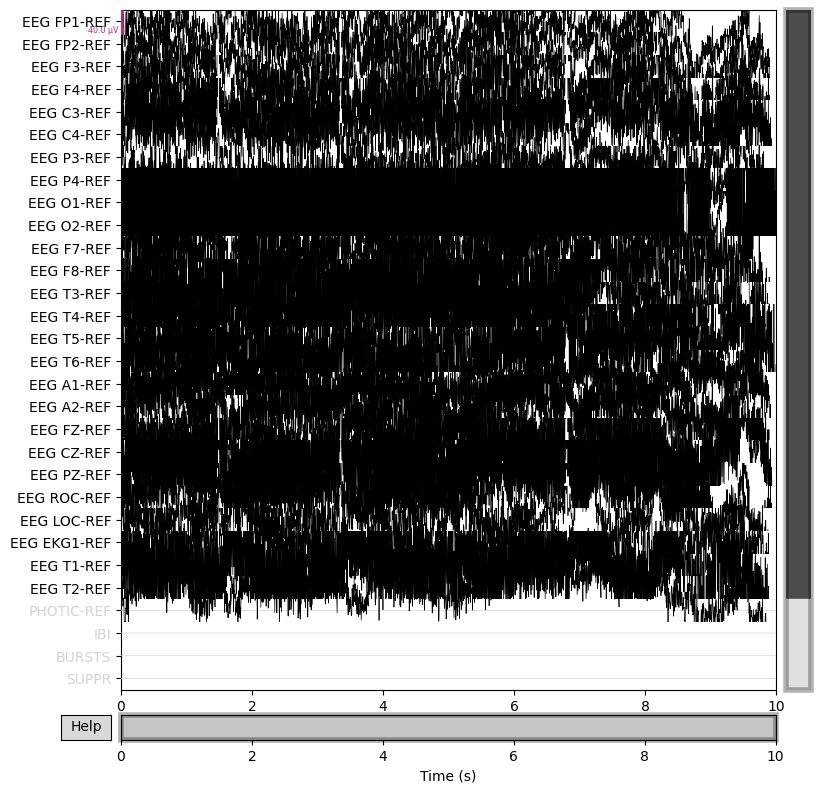 EEG FP1-REF
40.0 µV
EEG FP2-REF
EEG F3-REF
EEG F4-REF
EEG C3-REF
EEG C4-REF
EEG P3-REF
EEG P4-REF
EEG O1-REF
EEG O2-REF
EEG F7-REF
EEG F8-REF
EEG T3-REF
EEG T4-REF
EEG T5-REF
EEG T6-REF
EEG A1-REF
EEG A2-REF
EEG FZ-REF
EEG CZ-REF
EEG PZ-REF
EEG ROC-REF
EEG LOC-REF
EEG EKG1-REF
EEG T1-REF
EEG T2-REF
PHOTIC-REF
IBI
BURSTS
SUPPR
0 2 4 6 8 10
Help
0 2 4 6 8 10
Time (s)